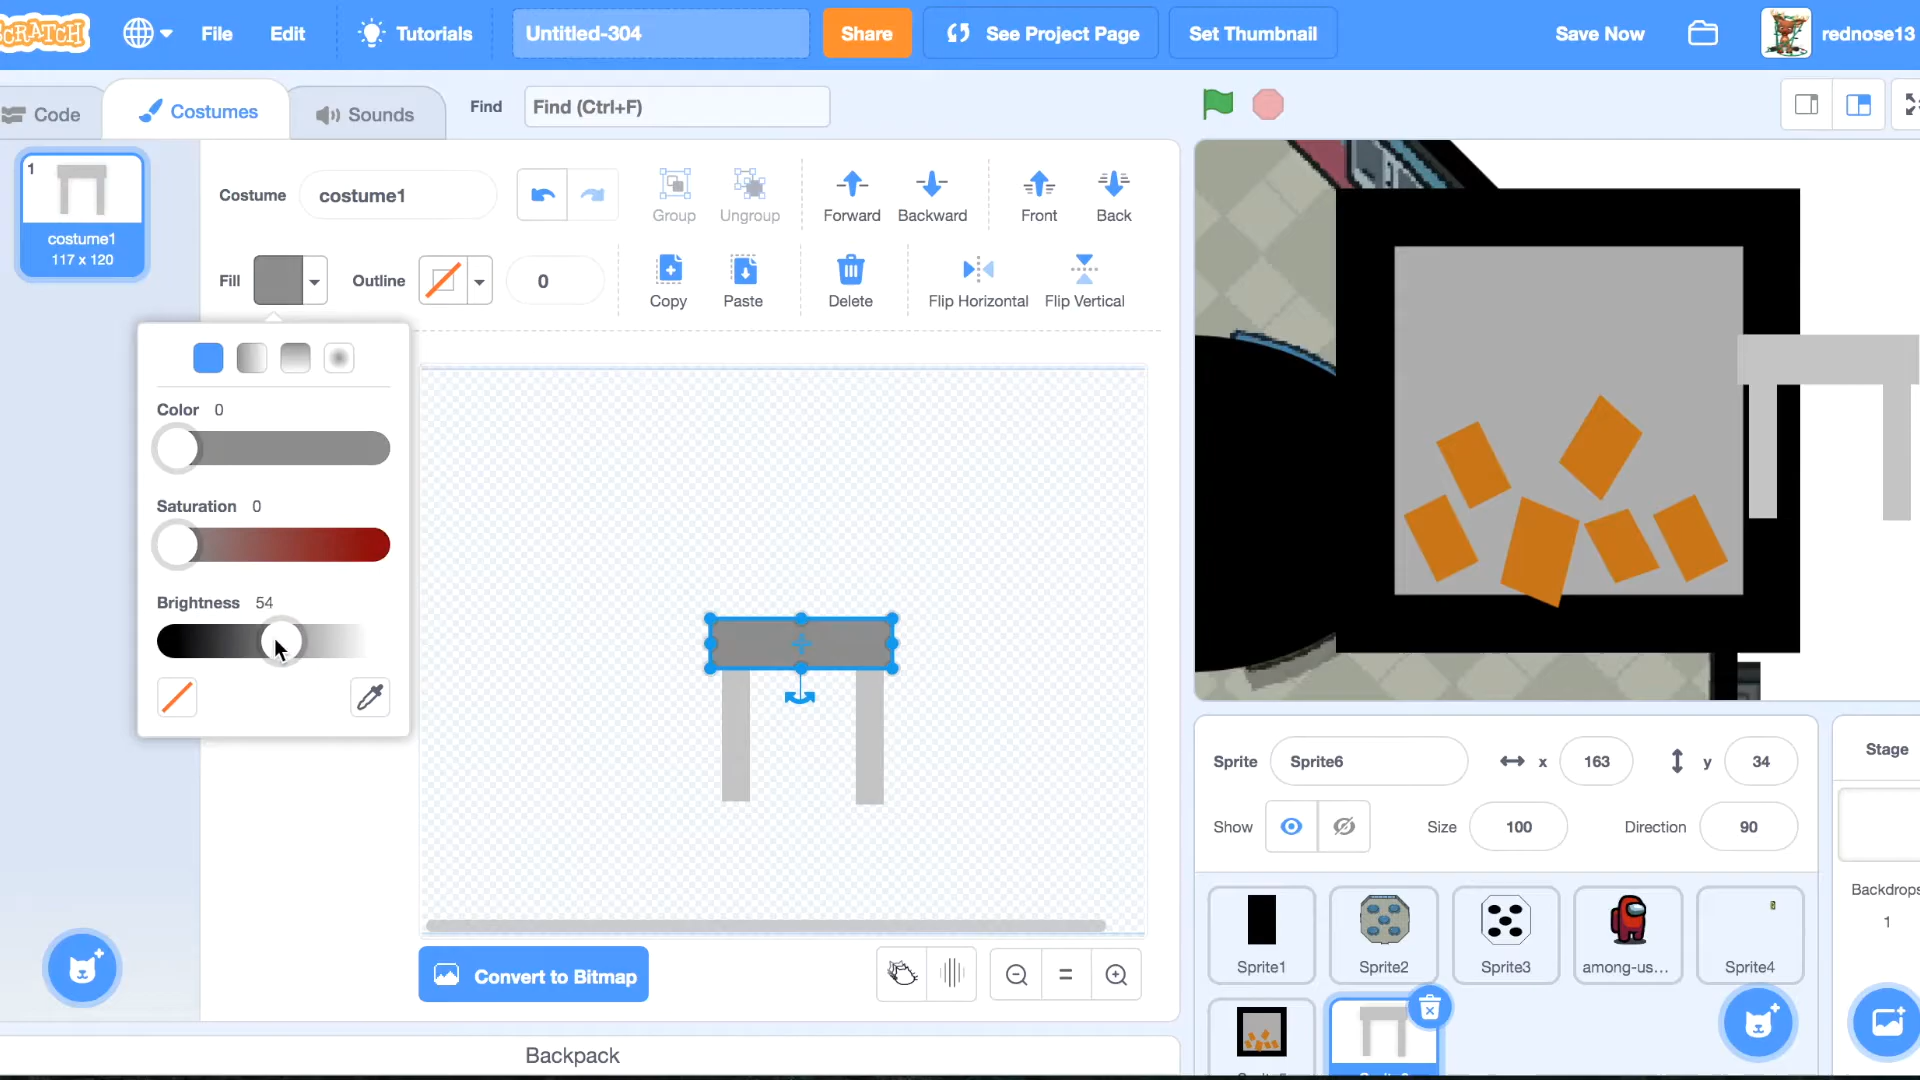 SCRATCH
File
Edit
Tutorials
Untitled-304
Share
See Project Page
Set Thumbnail
Save Now
rednose13
Code
Costumes
Sounds
Find
Find (Ctrl+F)
1
costume1
117 x 120
Costume
costume1
Group
Ungroup
Forward
Backward
Front
Back
Fill
Outline
0
Copy
Paste
Delete
Flip Horizontal
Flip Vertical
Color 0
Saturation 0
Brightness 54
Convert to Bitmap
Backpack
Sprite
Sprite6
x
163
y
34
Show
Size
100
Direction
90
Sprite1
Sprite2
Sprite3
among-us...
Sprite4
Stage
Backdrops
1